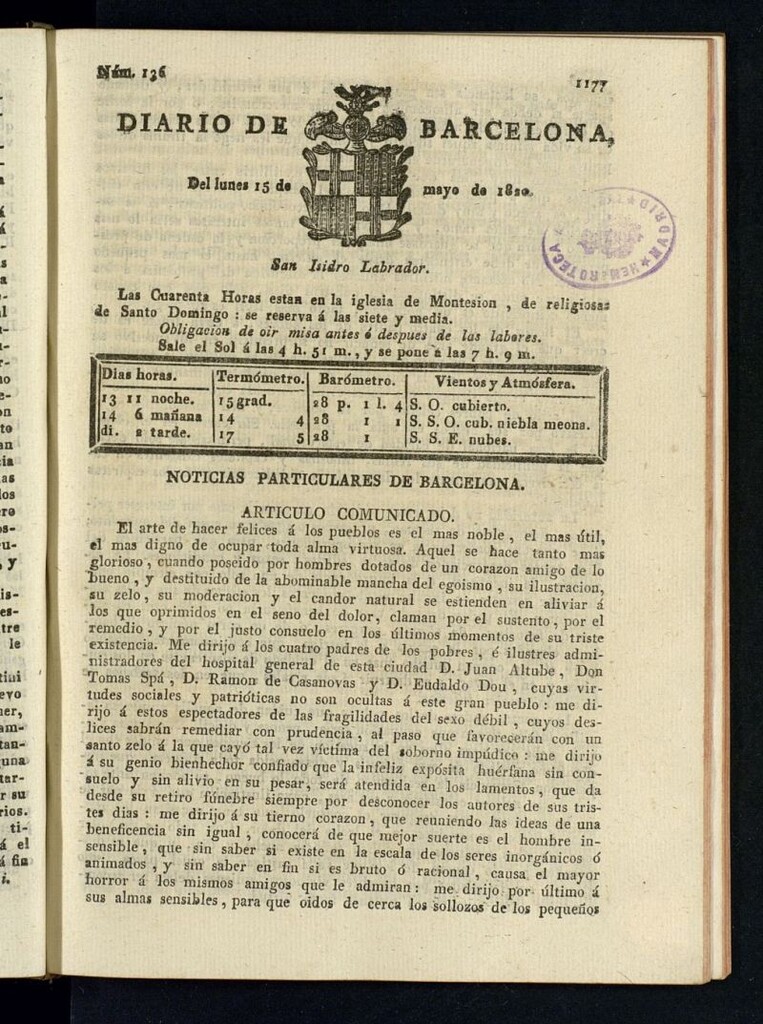 Núm. 136
1177
DIARIO DE BARCELONA,
Del lunes 15 de mayo de 1820.
San Isidro Labrador.
Las Cuarenta Horas estan en la iglesia de Montesion , de religiosas
de Santo Domingo : se reserva á las siete y media.
Obligacion de oir misa antes ó despues de las labores.
Sale el Sol á las 4 h. 51 m., y se pone á las 7 h. 9 m.
Dias horas. Termómetro. Barómetro. Vientos y Atmósfera.
13 11 noche. 15 grad. 28 p. 1 l. 4 S. O. cubierto.
14 6 mañana 14 4 28 1 1 S. S. O. cub. niebla meona.
di. 2 tarde. 17 5 28 1 S. S. E. nubes.
NOTICIAS PARTICULARES DE BARCELONA.
ARTICULO COMUNICADO.
El arte de hacer felices á los pueblos es el mas noble , el mas útil,
el mas digno de ocupar toda alma virtuosa. Aquel se hace tanto mas
glorioso , cuando poseido por hombres dotados de un corazon amigo de lo
bueno , y destituido de la abominable mancha del egoismo , su ilustracion,
su zelo , su moderacion y el candor natural se estienden en aliviar á
los que oprimidos en el seno del dolor, claman por el sustento, por el
remedio , y por el justo consuelo en los últimos momentos de su triste
existencia. Me dirijo á los cuatro padres de los pobres , é ilustres admi-
nistradores del hospital general de esta ciudad D. Juan Altube, Don
Tomas Spá , D. Ramon de Casanovas y D. Eudaldo Dou , cuyas vir-
tudes sociales y patrióticas no son ocultas á este gran pueblo : me di-
rijo á estos espectadores de las fragilidades del sexo débil , cuyos des-
lices sabrán remediar con prudencia , al paso que favorecerán con un
santo zelo á la que cayó tal vez víctima del soborno impúdico : me dirijo
á su genio bienhechor confiado que la infeliz expósita huérfana sin con-
suelo y sin alivio en su pesar, será atendida en los lamentos, que da
desde su retiro fúnebre siempre por desconocer los autores de sus tris-
tes dias : me dirijo á su tierno corazon , que reuniendo las ideas de una
beneficencia sin igual , conocerá de que mejor suerte es el hombre in-
sensible , que sin saber si existe en la escala de los seres inorgánicos ó
animados , y sin saber en fin si es bruto ó racional , causa el mayor
horror á los mismos amigos que le admiran : me dirijo por último á
sus almas sensibles , para que oidos de cerca los sollozos de los pequeños
HEMEROTECA
MADRID